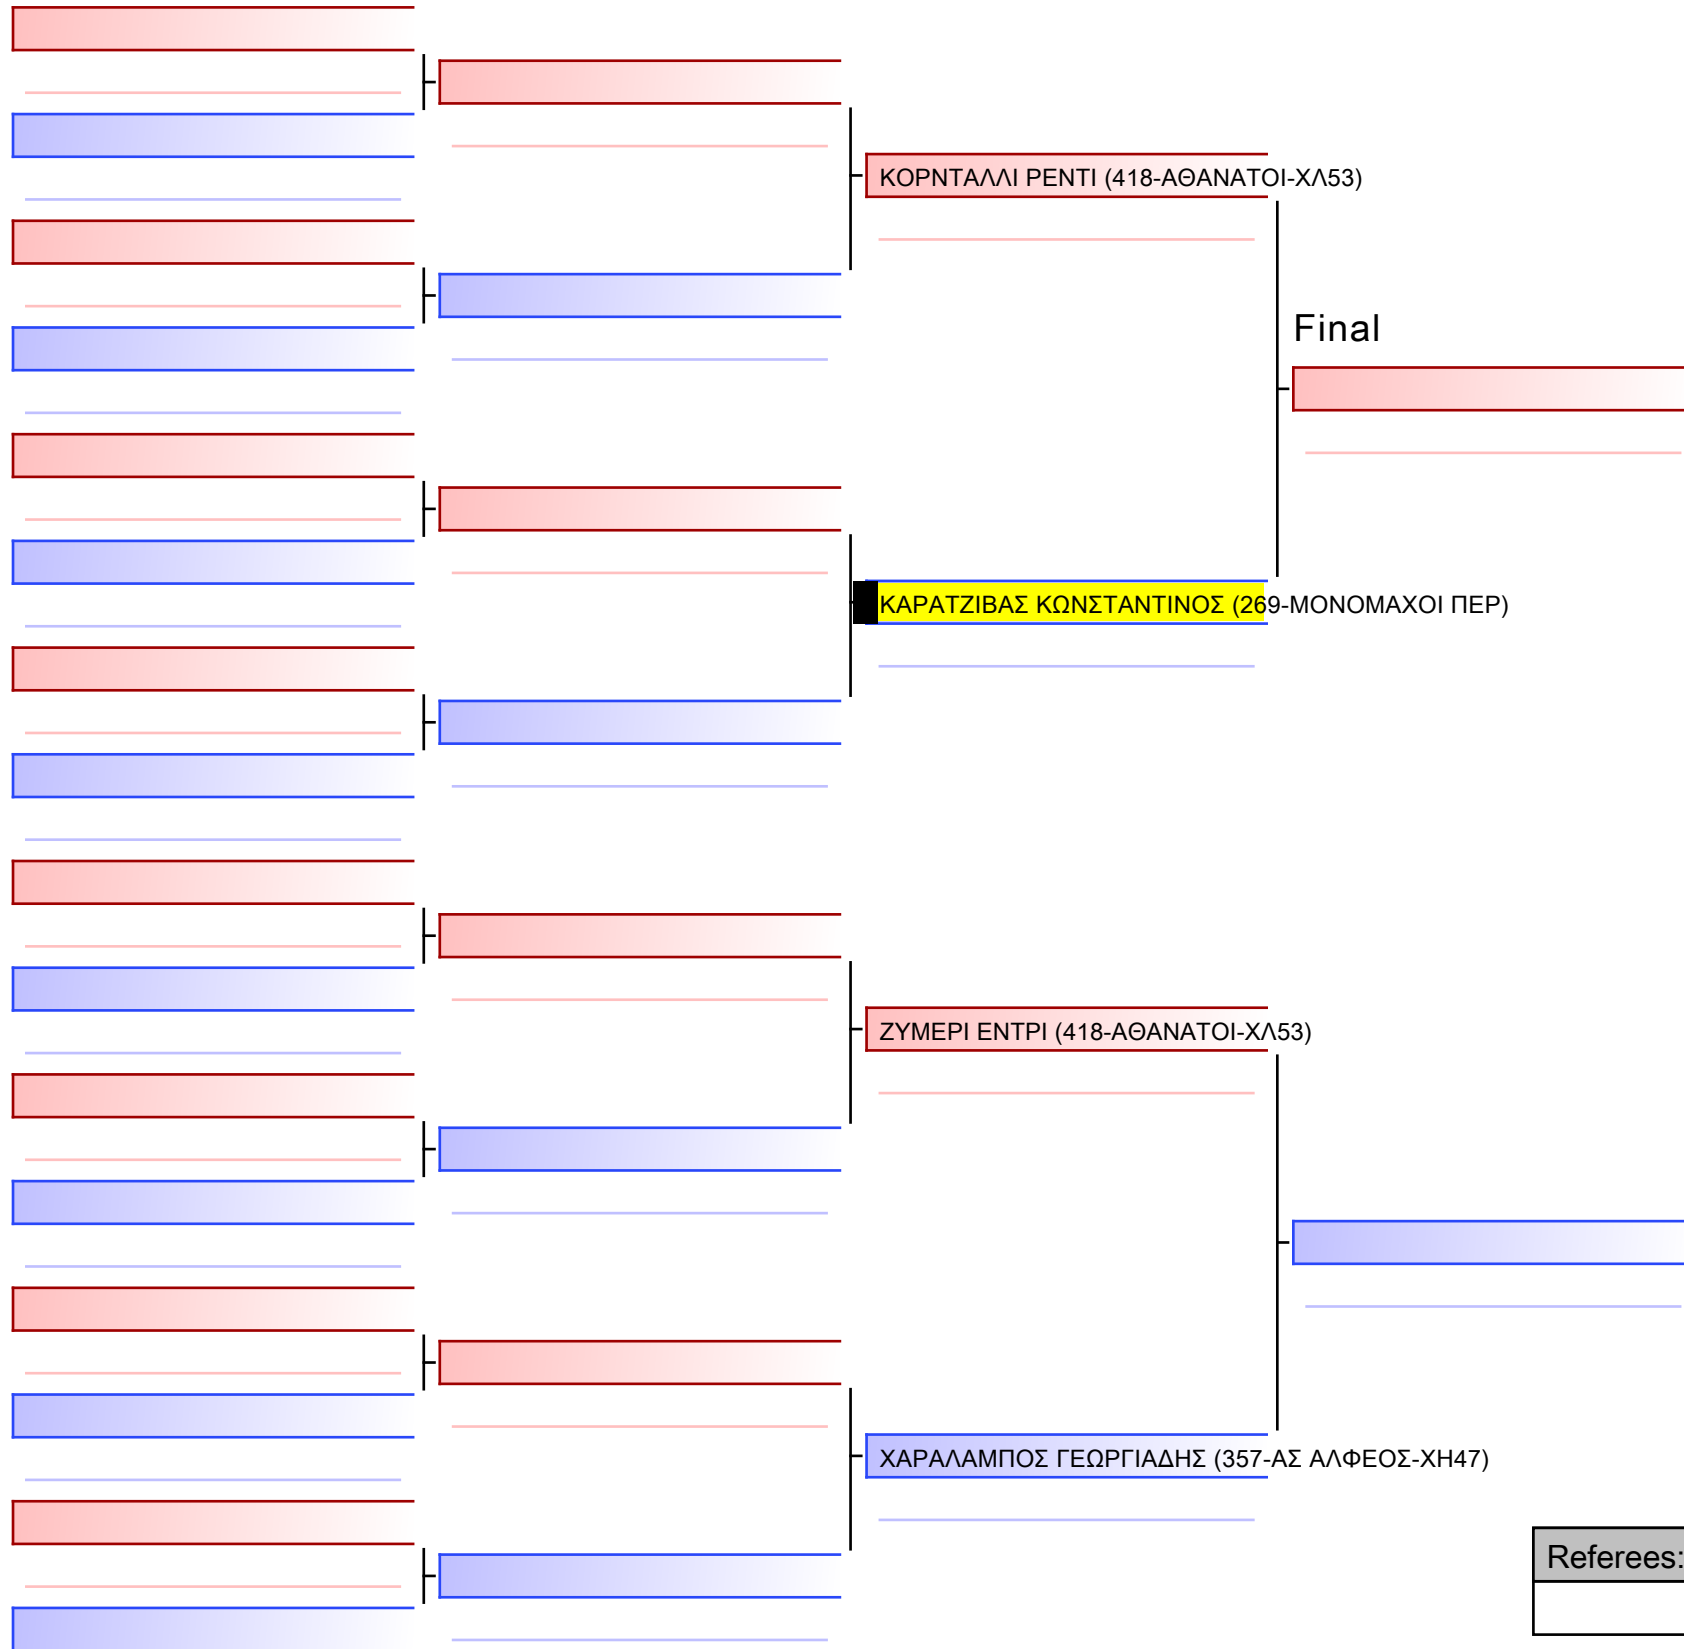 ΚΟΡΝΤΑΛΛΙ ΡΕΝΤΙ (418-ΑΘΑΝΑΤΟΙ-ΧΛ53)
Final
ΚΑΡΑΤΖΙΒΑΣ ΚΩΝΣΤΑΝΤΙΝΟΣ (269-ΜΟΝΟΜΑΧΟΙ ΠΕΡ)
ΖΥΜΕΡΙ ΕΝΤΡΙ (418-ΑΘΑΝΑΤΟΙ-ΧΛ53)
ΧΑΡΑΛΑΜΠΟΣ ΓΕΩΡΓΙΑΔΗΣ (357-ΑΣ ΑΛΦΕΟΣ-ΧΗ47)
Referees: